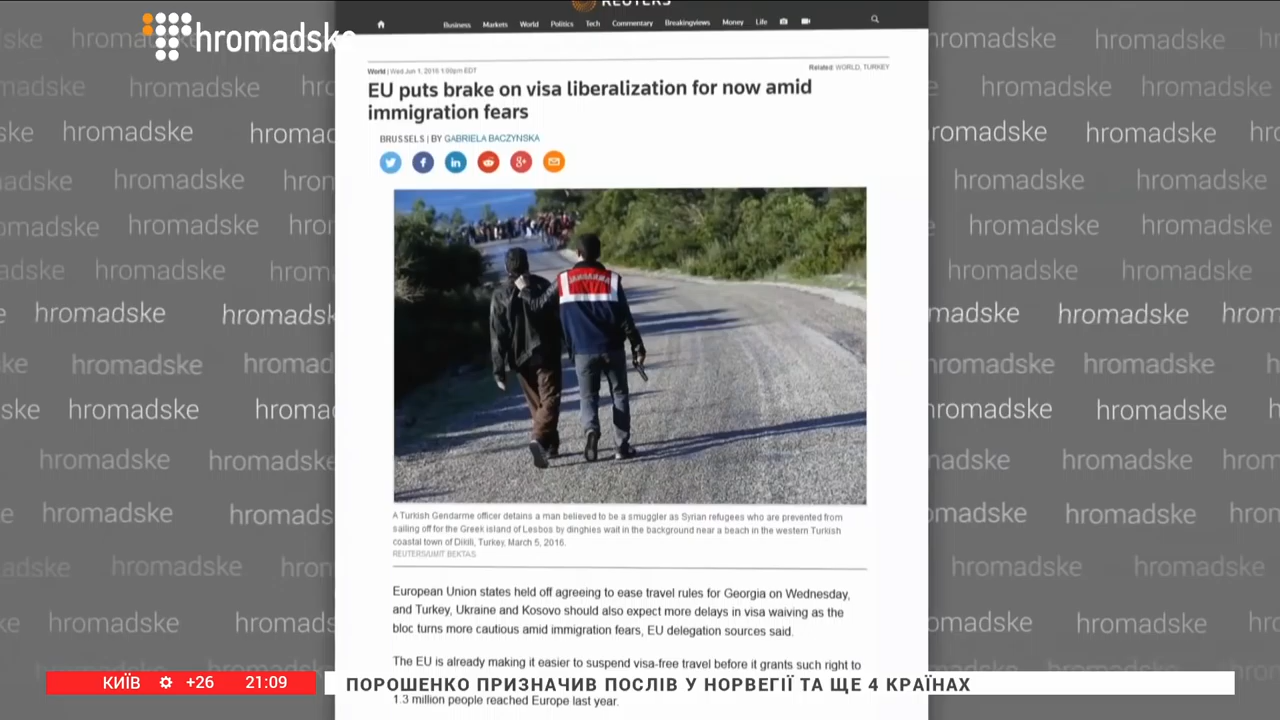 REUTERS
Business Markets World Politics Tech Commentary Breakingviews Money Life
hromadske
World | Wed Jun 1, 2016 1:00pm EDT
Related: WORLD, TURKEY
EU puts brake on visa liberalization for now amid
immigration fears
BRUSSELS | BY GABRIELA BACZYNSKA
JANDARMA
A Turkish Gendarme officer detains a man believed to be a smuggler as Syrian refugees who are prevented from
sailing off for the Greek island of Lesbos by dinghies wait in the background near a beach in the western Turkish
coastal town of Dikili, Turkey, March 5, 2016.
REUTERS/UMIT BEKTAS
European Union states held off agreeing to ease travel rules for Georgia on Wednesday,
and Turkey, Ukraine and Kosovo should also expect more delays in visa waiving as the
bloc turns more cautious amid immigration fears, EU delegation sources said.
The EU is already making it easier to suspend visa-free travel before it grants such right to
1.3 million people reached Europe last year.
КИЇВ +26 21:09
ПОРОШЕНКО ПРИЗНАЧИВ ПОСЛІВ У НОРВЕГІЇ ТА ЩЕ 4 КРАЇНАХ